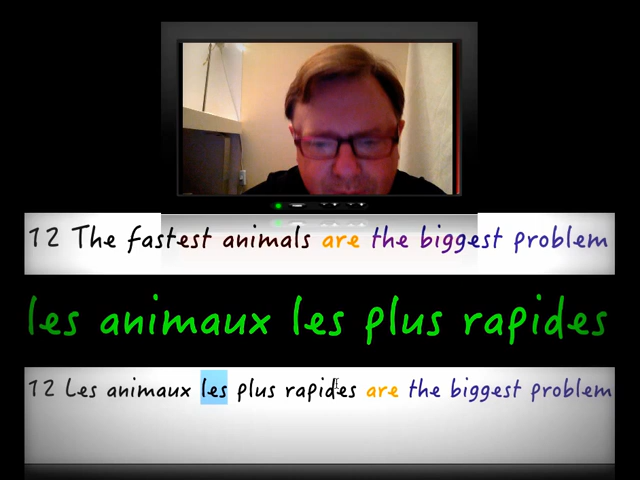 12 The fastest animals are the biggest problem
les animaux les plus rapides
12 Les animaux les plus rapides are the biggest problem